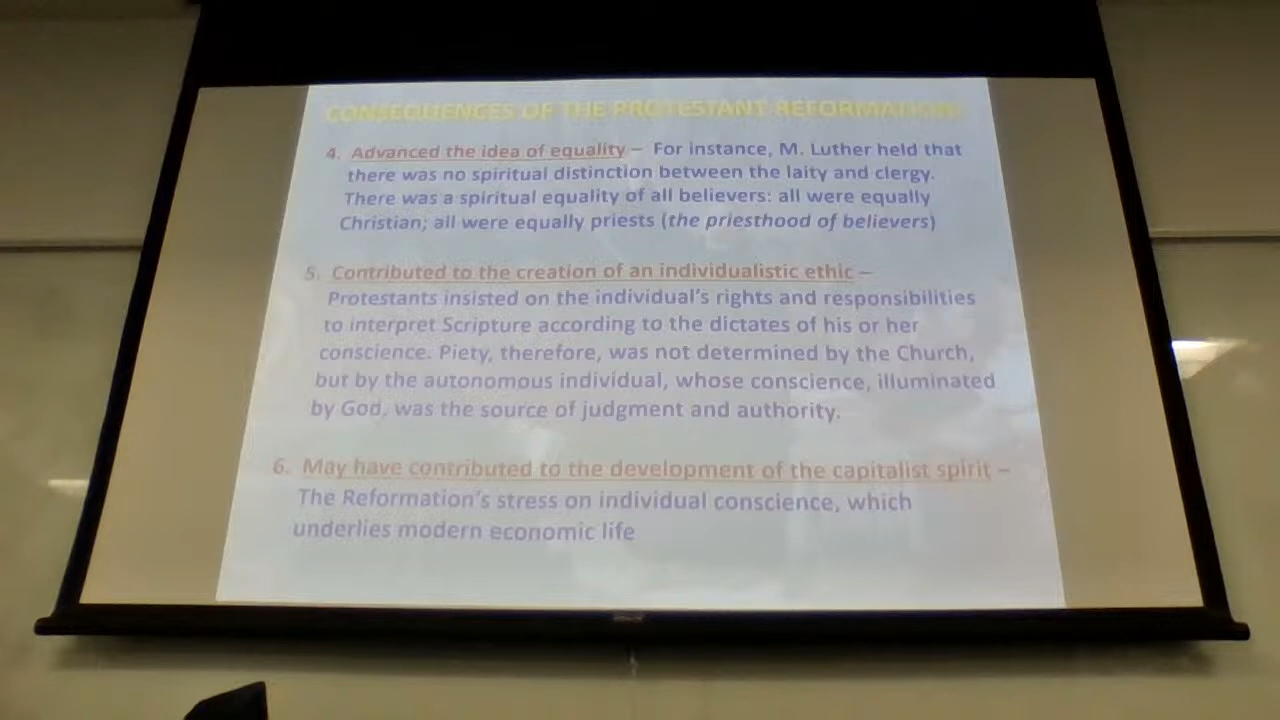 CONSEQUENCES OF THE PROTESTANT REFORMATION
4. Advanced the idea of equality – For instance, M. Luther held that
there was no spiritual distinction between the laity and clergy.
There was a spiritual equality of all believers: all were equally
Christian; all were equally priests (the priesthood of believers)
5. Contributed to the creation of an individualistic ethic –
Protestants insisted on the individual's rights and responsibilities
to interpret Scripture according to the dictates of his or her
conscience. Piety, therefore, was not determined by the Church,
but by the autonomous individual, whose conscience, illuminated
by God, was the source of judgment and authority.
6. May have contributed to the development of the capitalist spirit –
The Reformation's stress on individual conscience, which
underlies modern economic life